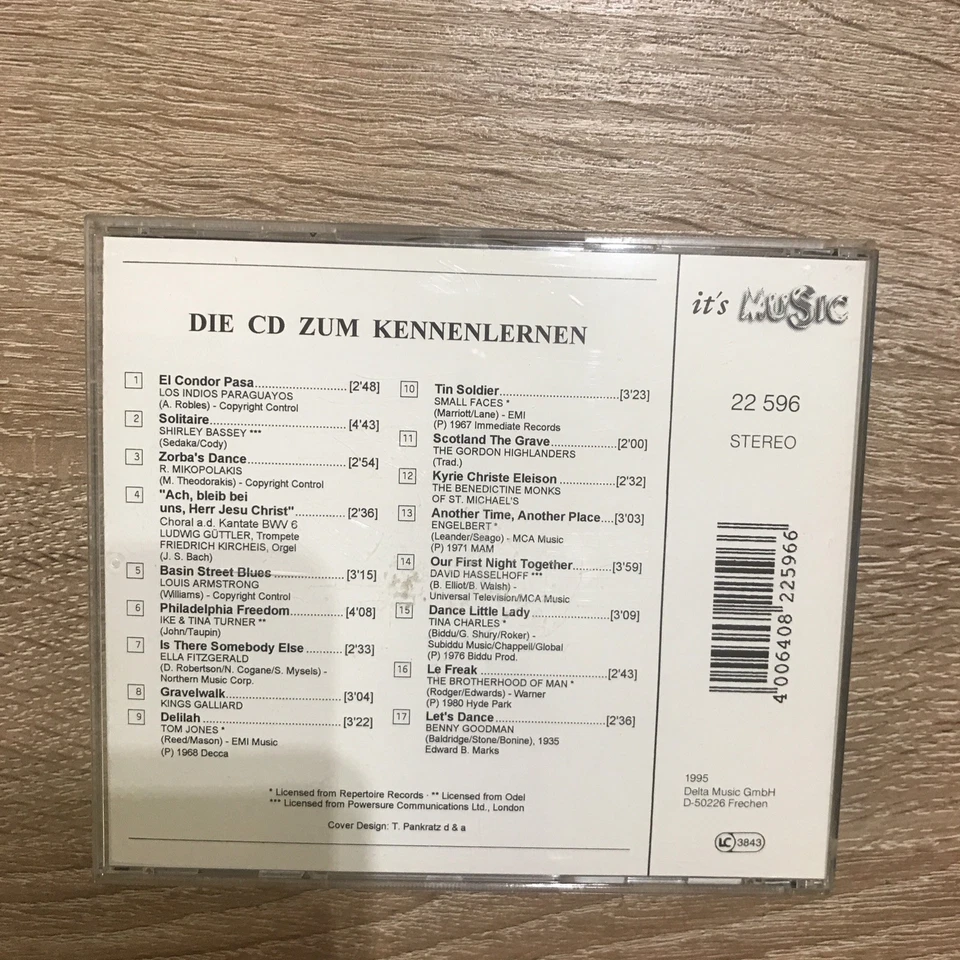 DIE CD ZUM KENNENLERNEN
1 El Condor Pasa [2'48]
LOS INDIOS PARAGUAYOS
(A. Robles) - Copyright Control
2 Solitaire [4'43]
SHIRLEY BASSEY ***
(Sedaka/Cody)
3 Zorba's Dance [2'54]
R. MIKOPOLAKIS
(M. Theodorakis) - Copyright Control
4 "Ach, bleib bei
uns, Herr Jesu Christ" [2'36]
Choral a.d. Kantate BWV 6
LUDWIG GÜTTLER, Trompete
FRIEDRICH KIRCHEIS, Orgel
(J. S. Bach)
5 Basin Street Blues [3'15]
LOUIS ARMSTRONG
(Williams) - Copyright Control
6 Philadelphia Freedom [4'08]
IKE & TINA TURNER **
(John/Taupin)
7 Is There Somebody Else [2'33]
ELLA FITZGERALD
(D. Robertson/N. Cogane/S. Mysels) -
Northern Music Corp.
8 Gravelwalk [3'04]
KINGS GALLIARD
9 Delilah [3'22]
TOM JONES *
(Reed/Mason) - EMI Music
(P) 1968 Decca
10 Tin Soldier [3'23]
SMALL FACES *
(Marriott/Lane) - EMI
(P) 1967 Immediate Records
11 Scotland The Grave [2'00]
THE GORDON HIGHLANDERS
(Trad.)
12 Kyrie Christe Eleison [2'32]
THE BENEDICTINE MONKS
OF ST. MICHAEL'S
13 Another Time, Another Place [3'03]
ENGELBERT *
(Leander/Seago) - MCA Music
(P) 1971 MAM
14 Our First Night Together [3'59]
DAVID HASSELHOFF ***
(B. Elliot/B. Walsh) -
Universal Television/MCA Music
15 Dance Little Lady [3'09]
TINA CHARLES *
(Biddu/G. Shury/Roker) -
Subiddu Music/Chappell/Global
(P) 1976 Biddu Prod.
16 Le Freak [2'43]
THE BROTHERHOOD OF MAN *
(Rodger/Edwards) - Warner
(P) 1980 Hyde Park
17 Let's Dance [2'36]
BENNY GOODMAN
(Baldridge/Stone/Bonine), 1935
Edward B. Marks
* Licensed from Repertoire Records · ** Licensed from Odel
*** Licensed from Powersure Communications Ltd., London
Cover Design: T. Pankratz d & a
it's MUSIC
22 596
STEREO
4 006408 225966
1995
Delta Music GmbH
D-50226 Frechen
LC 3843